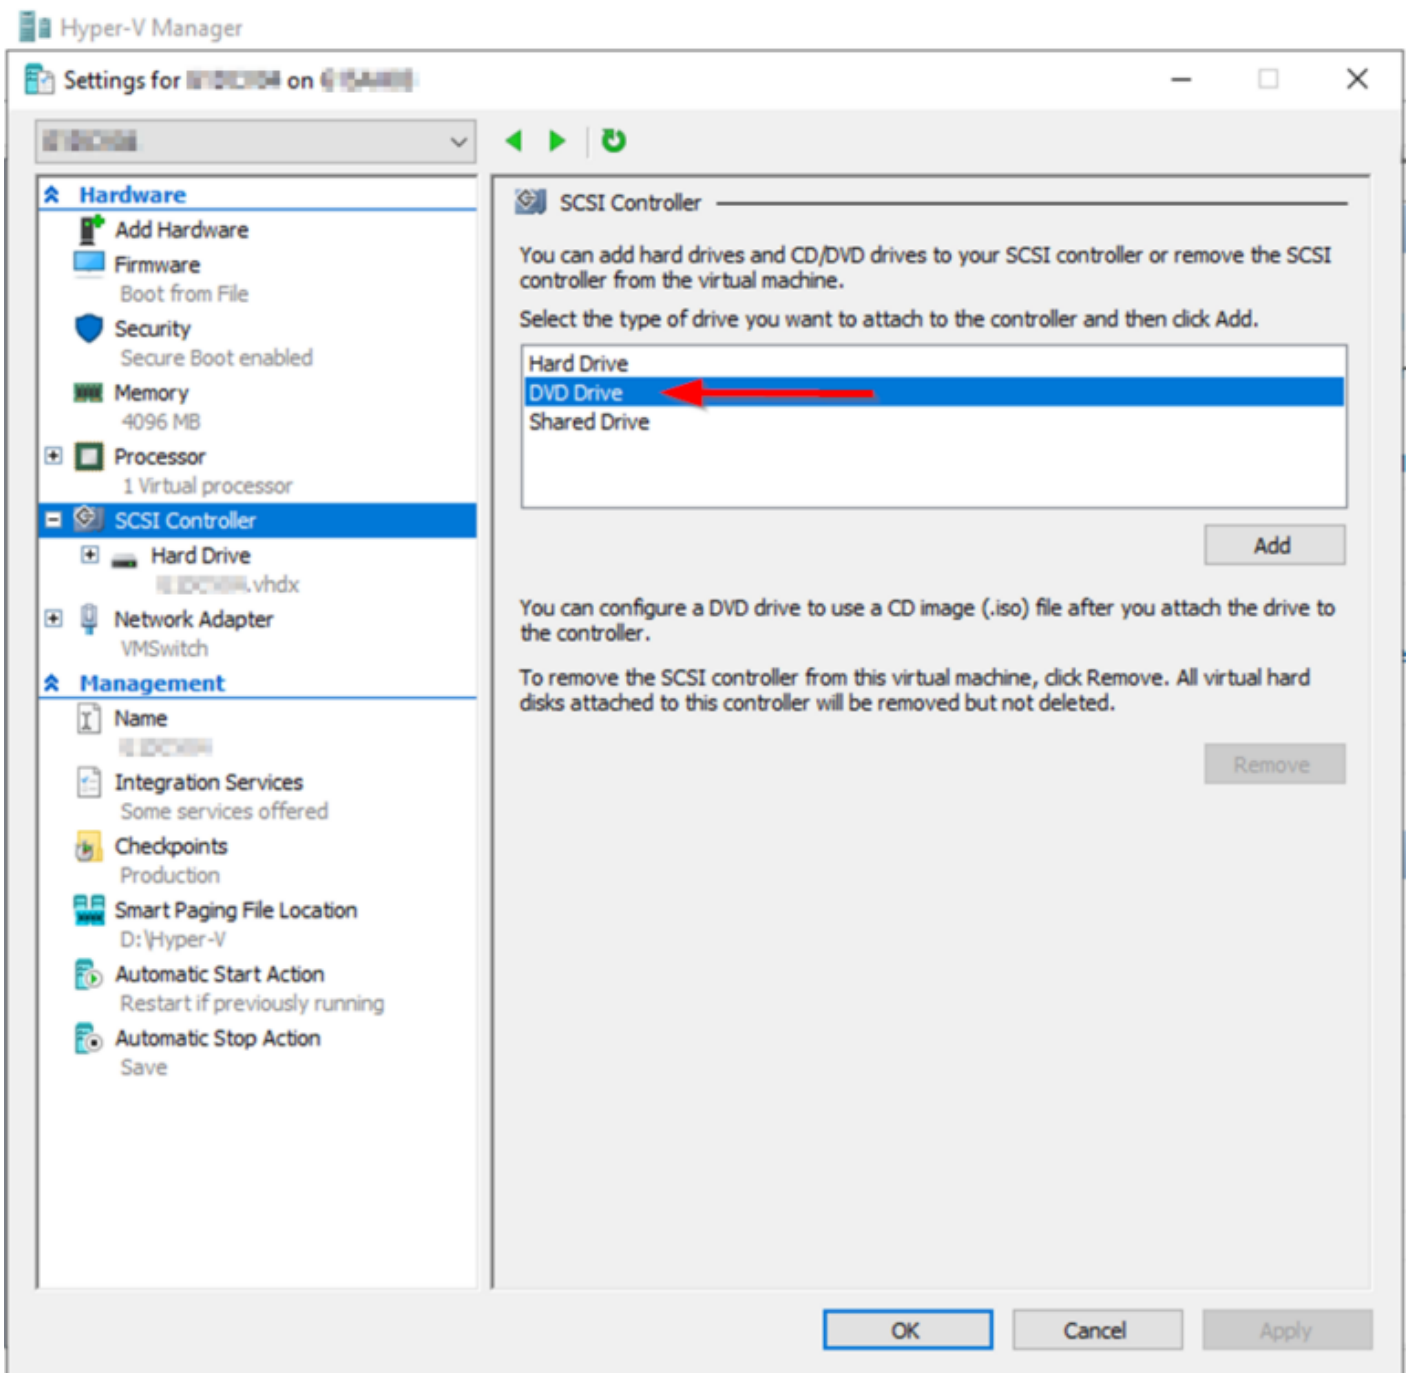 Hyper-V Manager
Settings for on
Hardware
Add Hardware
Firmware
Boot from File
Security
Secure Boot enabled
Memory
4096 MB
Processor
1 Virtual processor
SCSI Controller
Hard Drive
.vhdx
Network Adapter
VMSwitch
Management
Name
Integration Services
Some services offered
Checkpoints
Production
Smart Paging File Location
D:\Hyper-V
Automatic Start Action
Restart if previously running
Automatic Stop Action
Save
SCSI Controller
You can add hard drives and CD/DVD drives to your SCSI controller or remove the SCSI
controller from the virtual machine.
Select the type of drive you want to attach to the controller and then click Add.
Hard Drive
DVD Drive
Shared Drive
Add
You can configure a DVD drive to use a CD image (.iso) file after you attach the drive to
the controller.
To remove the SCSI controller from this virtual machine, click Remove. All virtual hard
disks attached to this controller will be removed but not deleted.
Remove
OK
Cancel
Apply